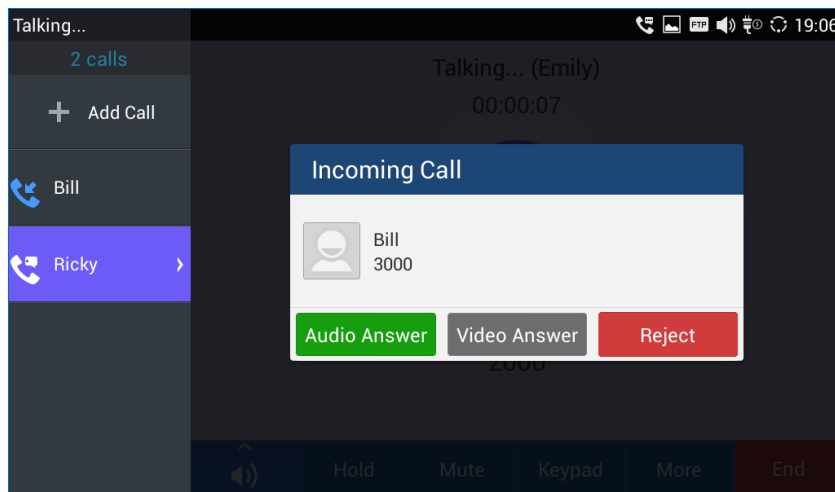 Talking...
FTP
19:06
2 calls
Talking... (Emily)
00:00:07
Add Call
Bill
Ricky
Incoming Call
Bill
3000
Audio Answer
Video Answer
Reject
2000
Hold
Mute
Keypad
More
End